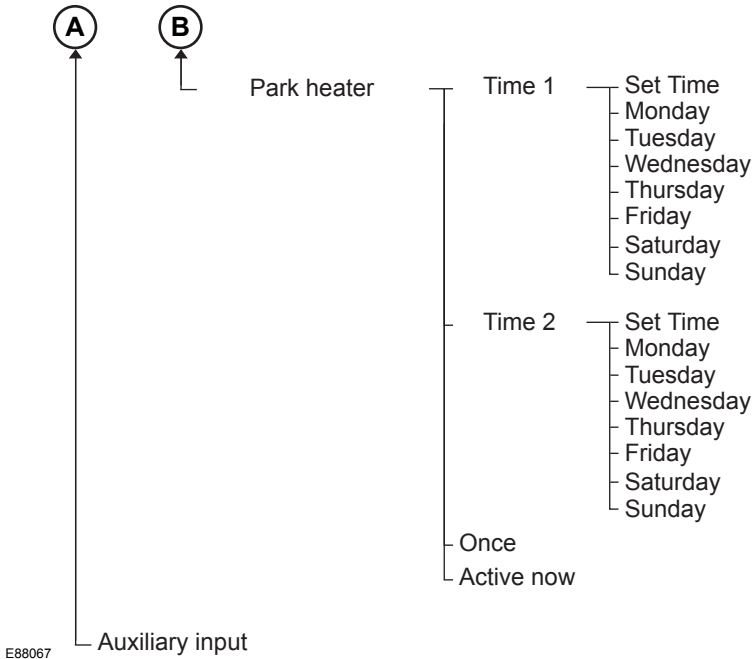 A
B
Park heater
Time 1
Set Time
Monday
Tuesday
Wednesday
Thursday
Friday
Saturday
Sunday
Time 2
Set Time
Monday
Tuesday
Wednesday
Thursday
Friday
Saturday
Sunday
Once
Active now
Auxiliary input
E88067